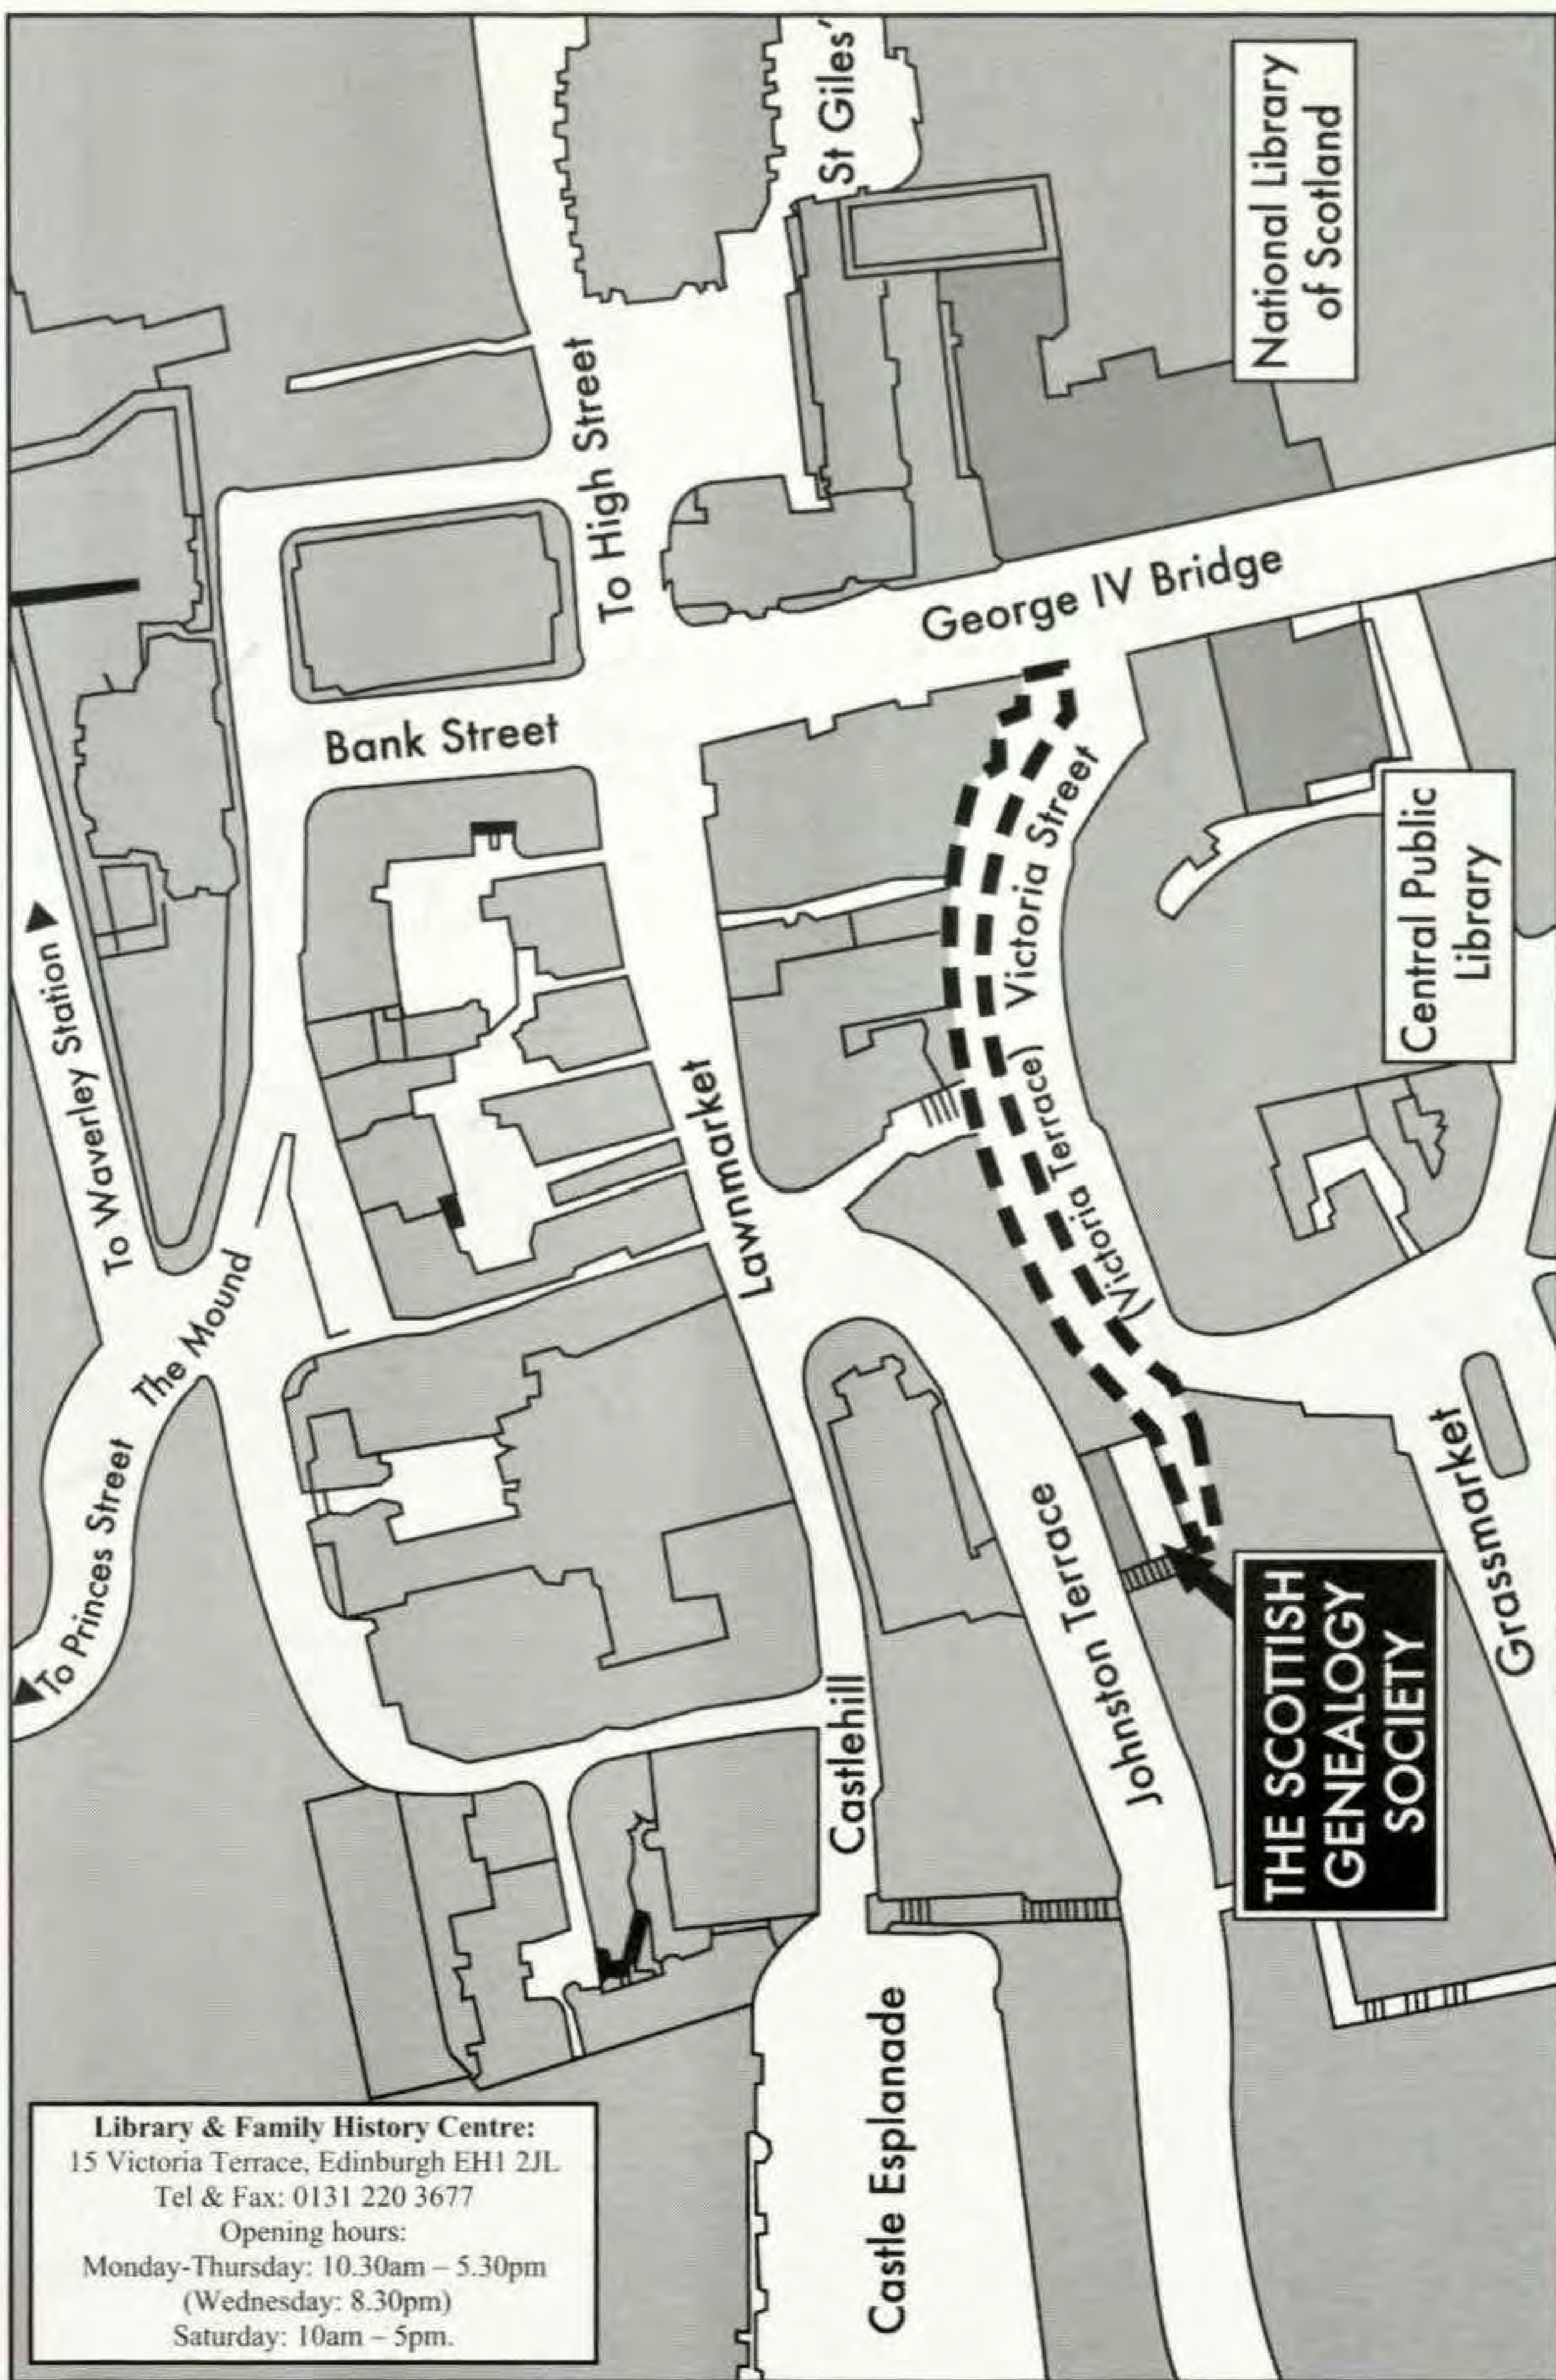 St Giles'
National Library
of Scotland
To High Street
George IV Bridge
Bank Street
Victoria Street
(Victoria Terrace)
Central Public
Library
To Waverley Station
Lawnmarket
The Mound
To Princes Street
Johnston Terrace
Grassmarket
THE SCOTTISH
GENEALOGY
SOCIETY
Castlehill
Castle Esplanade
Library & Family History Centre:
15 Victoria Terrace, Edinburgh EH1 2JL
Tel & Fax: 0131 220 3677
Opening hours:
Monday-Thursday: 10.30am – 5.30pm
(Wednesday: 8.30pm)
Saturday: 10am – 5pm.